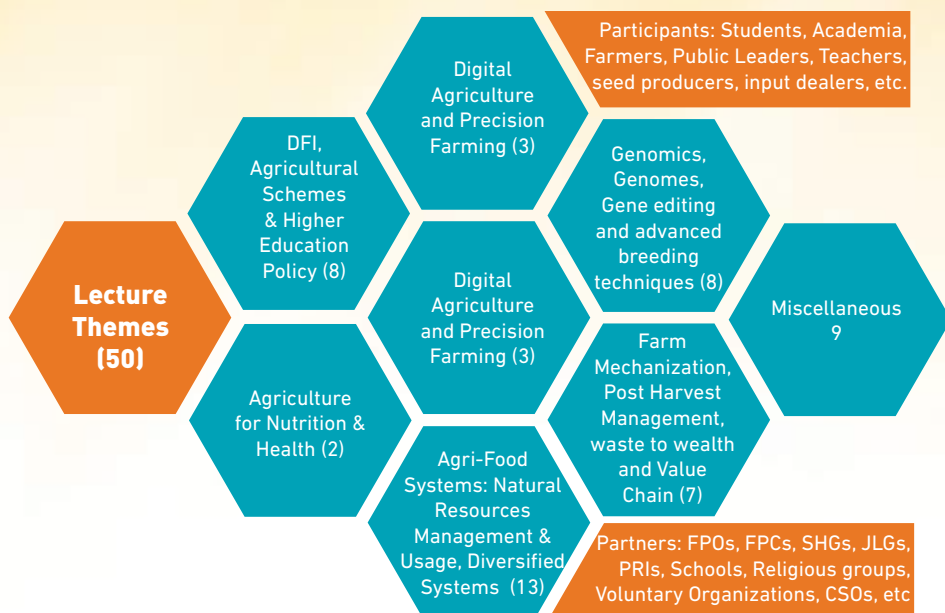 Participants: Students, Academia,
Farmers, Public Leaders, Teachers,
seed producers, input dealers, etc.
Digital
Agriculture
and Precision
Farming (3)
DFI,
Agricultural
Schemes
& Higher
Education
Policy (8)
Genomics,
Genomes,
Gene editing
and advanced
breeding
techniques (8)
Lecture
Themes
(50)
Digital
Agriculture
and Precision
Farming (3)
Miscellaneous
9
Agriculture
for Nutrition &
Health (2)
Farm
Mechanization,
Post Harvest
Management,
waste to wealth
and Value
Chain (7)
Agri-Food
Systems: Natural
Resources
Management &
Usage, Diversified
Systems (13)
Partners: FPOs, FPCs, SHGs, JLGs,
PRIs, Schools, Religious groups,
Voluntary Organizations, CSOs, etc